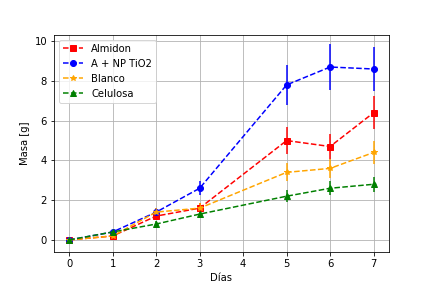 10
8
6
4
2
0
Masa [g]
Almidon
A + NP TiO2
Blanco
Celulosa
0 1 2 3 4 5 6 7
Días